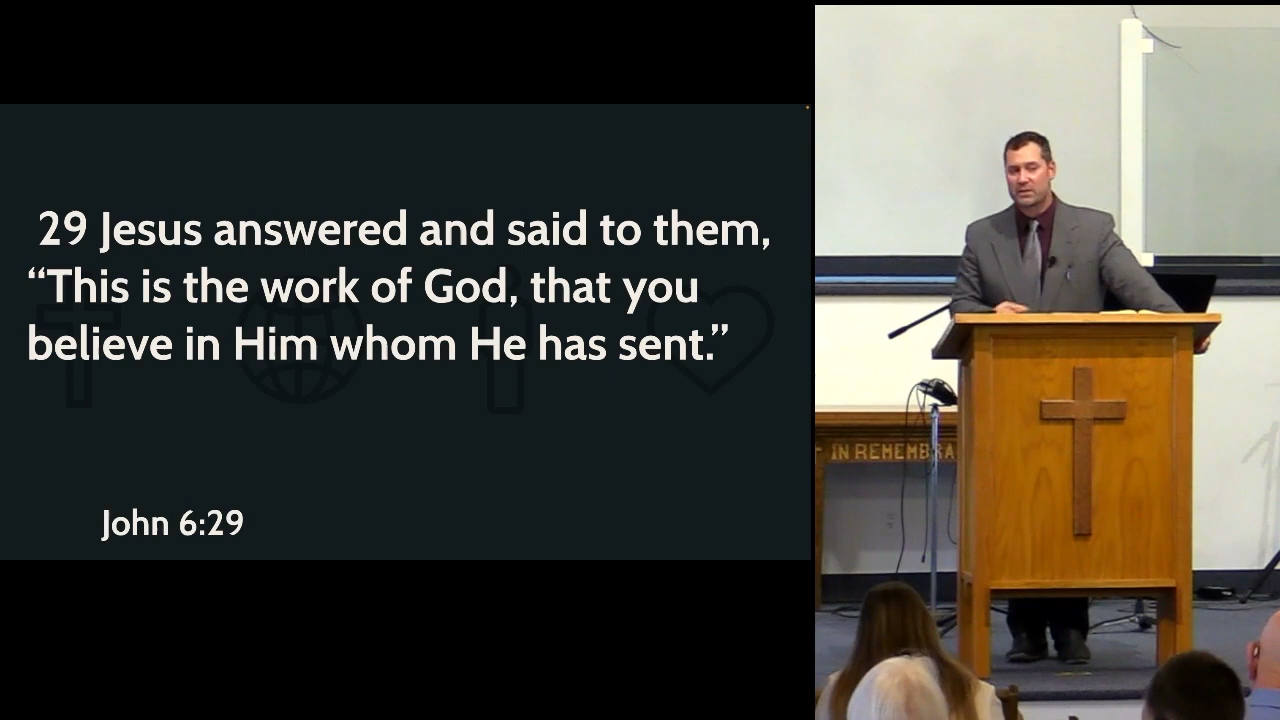 29 Jesus answered and said to them,
“This is the work of God, that you
believe in Him whom He has sent.”
John 6:29
IN REMEMBRA